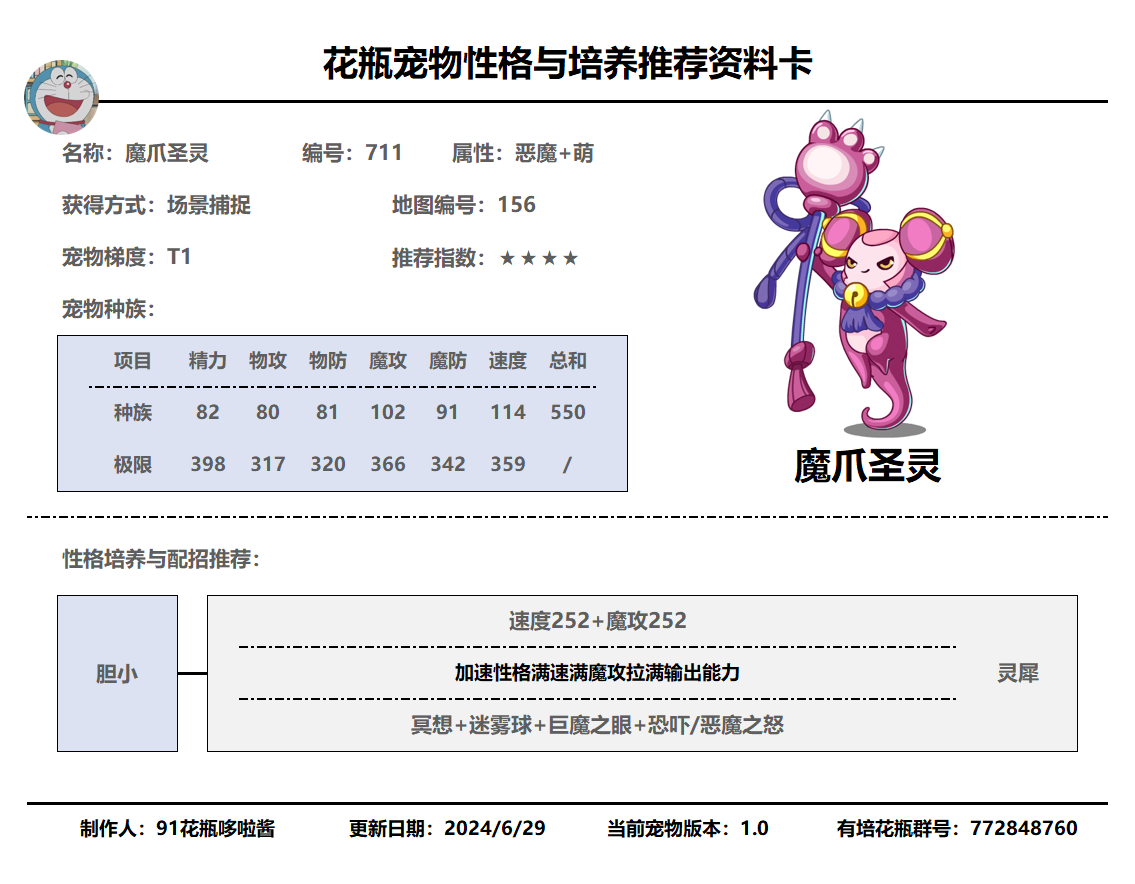 花瓶宠物性格与培养推荐资料卡
名称：魔爪圣灵 编号：711 属性：恶魔+萌
获得方式：场景捕捉 地图编号：156
宠物梯度：T1 推荐指数：★★★★
宠物种族：
项目 精力 物攻 物防 魔攻 魔防 速度 总和
种族 82 80 81 102 91 114 550
极限 398 317 320 366 342 359 /
魔爪圣灵
性格培养与配招推荐：
胆小
速度252+魔攻252
加速性格满速满魔攻拉满输出能力
冥想+迷雾球+巨魔之眼+恐吓/恶魔之怒
灵犀
制作人：91花瓶哆啦酱 更新日期：2024/6/29 当前宠物版本：1.0 有培花瓶群号：772848760